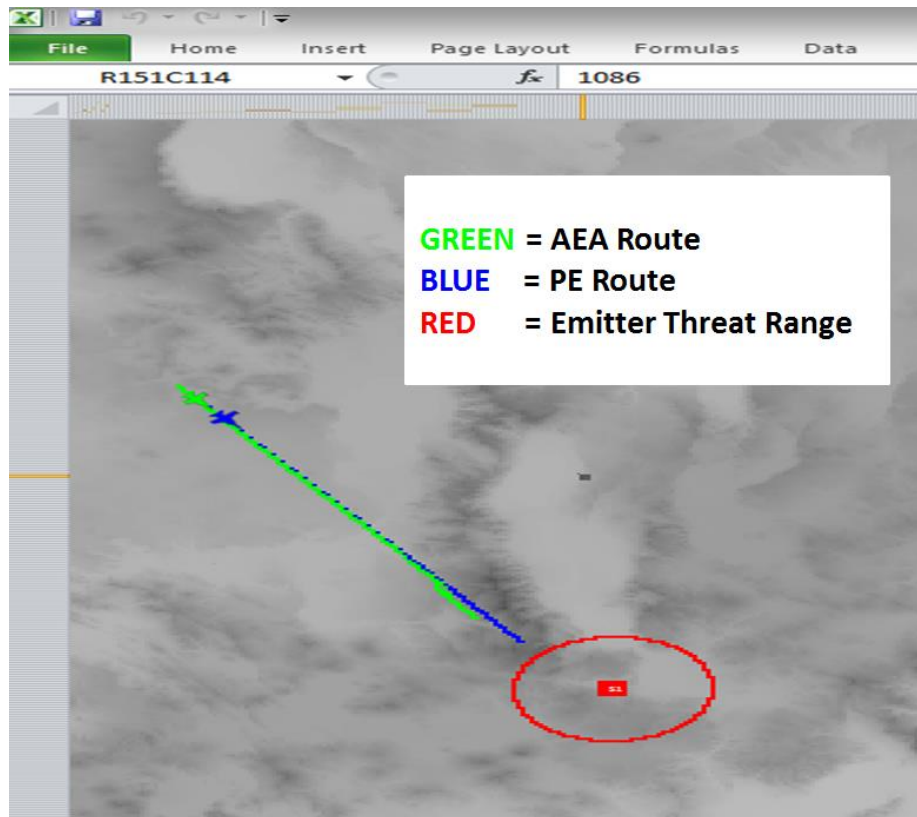 File Home Insert Page Layout Formulas Data
R151C114 fx 1086
GREEN = AEA Route
BLUE = PE Route
RED = Emitter Threat Range
S1